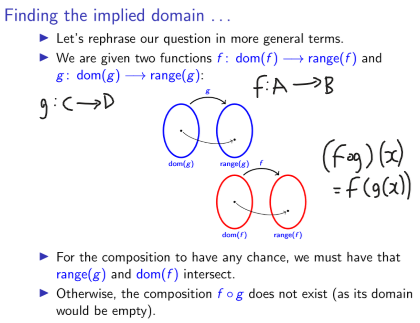 Finding the implied domain ...
▶ Let's rephrase our question in more general terms.
▶ We are given two functions f: dom(f) ⟶ range(f) and
g: dom(g) ⟶ range(g):
f:A ⟶ B
g:C ⟶ D
g
dom(g) range(g)
(f∘g)(x)
= f(g(x))
f
dom(f) range(f)
▶ For the composition to have any chance, we must have that
range(g) and dom(f) intersect.
▶ Otherwise, the composition f ∘ g does not exist (as its domain
would be empty).